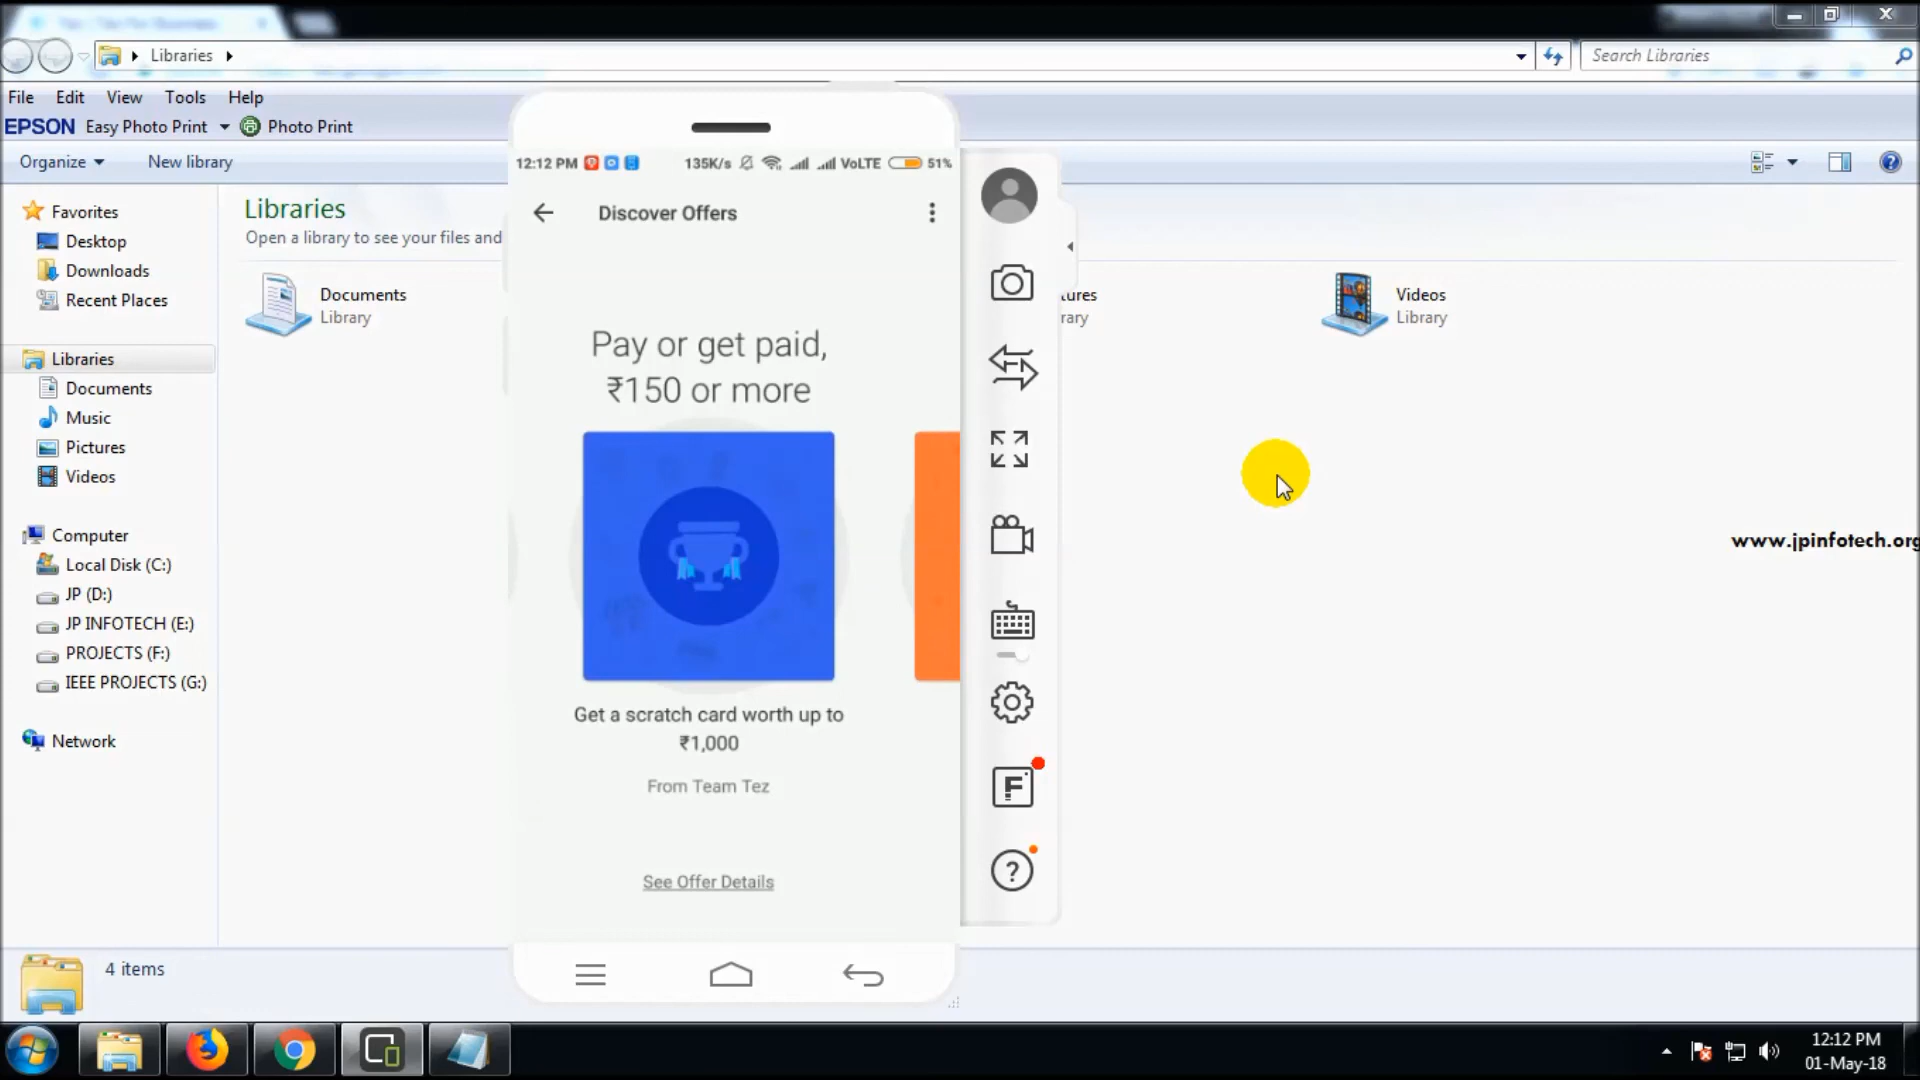 Libraries
Search Libraries
File Edit View Tools Help
EPSON Easy Photo Print Photo Print
Organize New library
Favorites
Desktop
Downloads
Recent Places
Libraries
Documents
Music
Pictures
Videos
Computer
Local Disk (C:)
JP (D:)
JP INFOTECH (E:)
PROJECTS (F:)
IEEE PROJECTS (G:)
Network
Libraries
Open a library to see your files and
Documents
Library
tures
rary
Videos
Library
12:12 PM 135K/s VoLTE 51%
Discover Offers
Pay or get paid,
₹150 or more
Get a scratch card worth up to
₹1,000
From Team Tez
See Offer Details
F
?
www.jpinfotech.org
4 items
12:12 PM
01-May-18